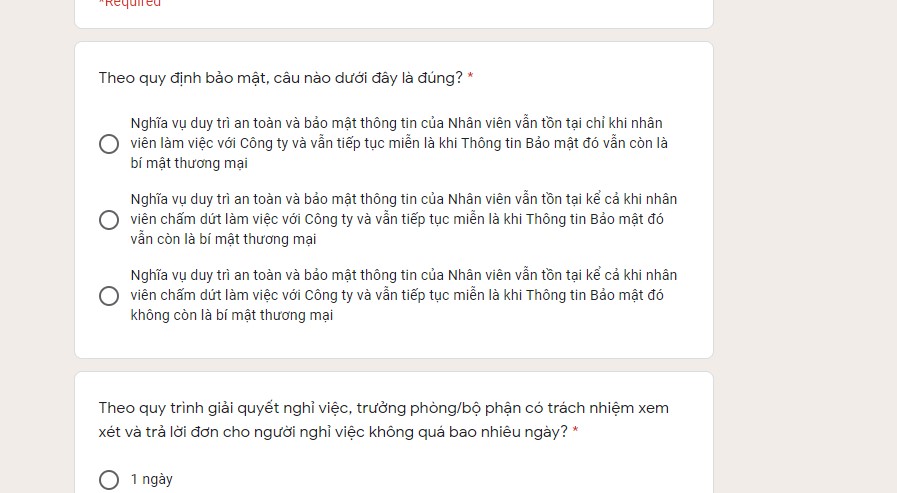 *Required
Theo quy định bảo mật, câu nào dưới đây là đúng? *
Nghĩa vụ duy trì an toàn và bảo mật thông tin của Nhân viên vẫn tồn tại chỉ khi nhân
viên làm việc với Công ty và vẫn tiếp tục miễn là khi Thông tin Bảo mật đó vẫn còn là
bí mật thương mại
Nghĩa vụ duy trì an toàn và bảo mật thông tin của Nhân viên vẫn tồn tại kể cả khi nhân
viên chấm dứt làm việc với Công ty và vẫn tiếp tục miễn là khi Thông tin Bảo mật đó
vẫn còn là bí mật thương mại
Nghĩa vụ duy trì an toàn và bảo mật thông tin của Nhân viên vẫn tồn tại kể cả khi nhân
viên chấm dứt làm việc với Công ty và vẫn tiếp tục miễn là khi Thông tin Bảo mật đó
không còn là bí mật thương mại
Theo quy trình giải quyết nghỉ việc, trưởng phòng/bộ phận có trách nhiệm xem
xét và trả lời đơn cho người nghỉ việc không quá bao nhiêu ngày? *
1 ngày